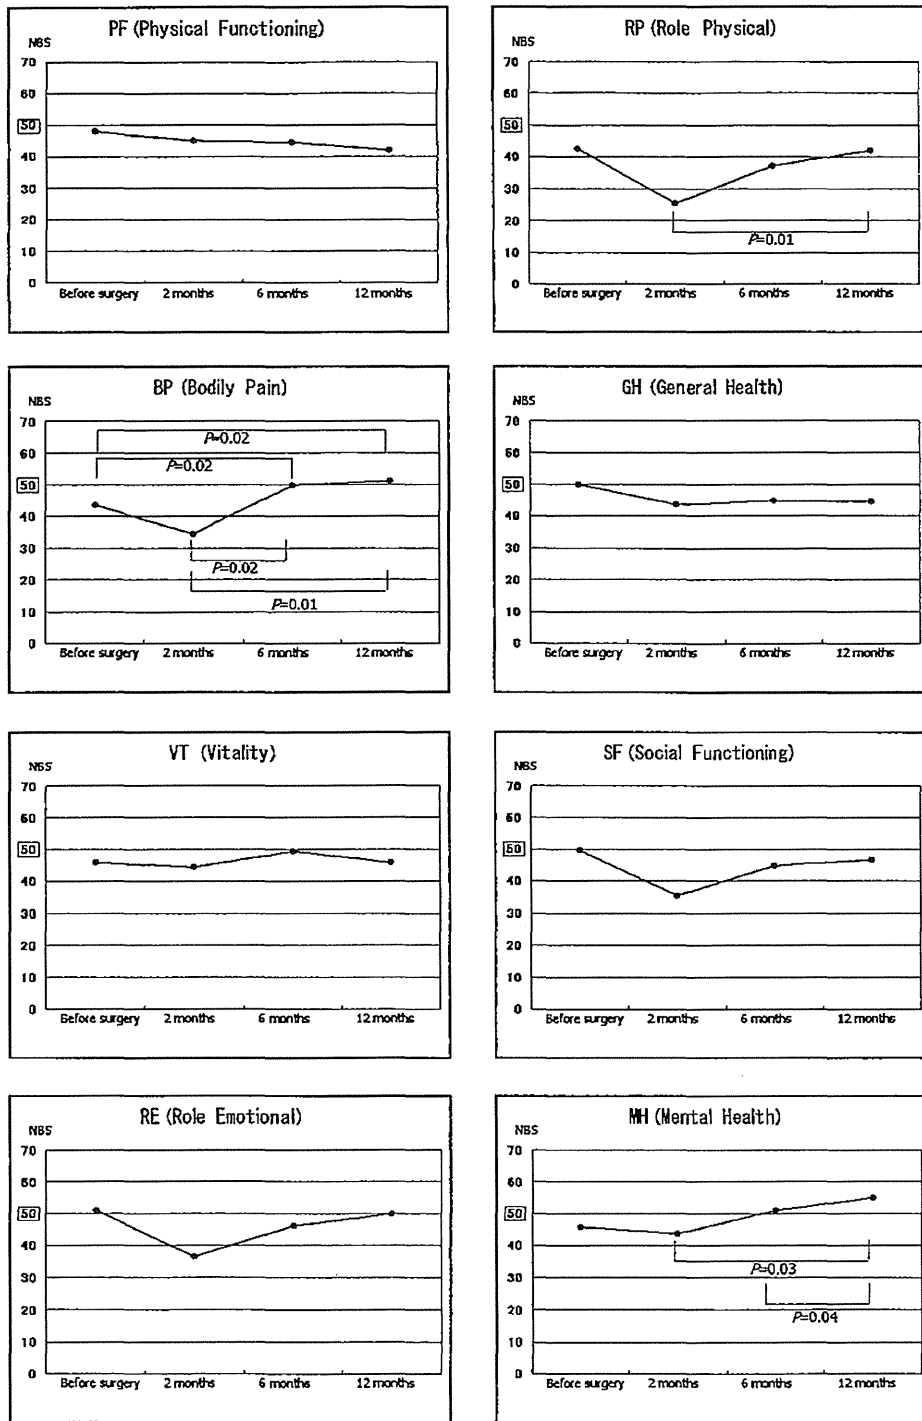 PF (Physical Functioning)
NBS
70
60
50
40
30
20
10
0
Before surgery 2 months 6 months 12 months
RP (Role Physical)
NBS
70
60
50
40
30
20
10
0
P=0.01
Before surgery 2 months 6 months 12 months
BP (Bodily Pain)
NBS
70
60
50
40
30
20
10
0
P=0.02
P=0.02
P=0.02
P=0.01
Before surgery 2 months 6 months 12 months
GH (General Health)
NBS
70
60
50
40
30
20
10
0
Before surgery 2 months 6 months 12 months
VT (Vitality)
NBS
70
60
50
40
30
20
10
0
Before surgery 2 months 6 months 12 months
SF (Social Functioning)
NBS
70
60
50
40
30
20
10
0
Before surgery 2 months 6 months 12 months
RE (Role Emotional)
NBS
70
60
50
40
30
20
10
0
Before surgery 2 months 6 months 12 months
MH (Mental Health)
NBS
70
60
50
40
30
20
10
0
P=0.03
P=0.04
Before surgery 2 months 6 months 12 months